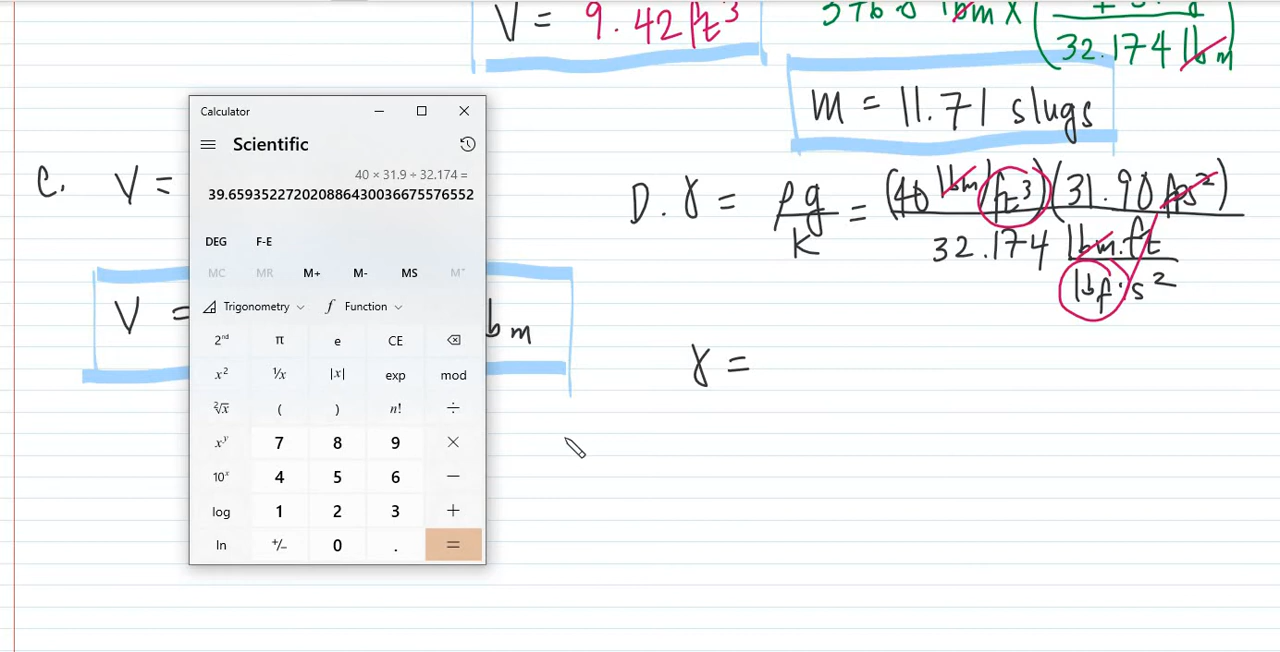 V = 9.42 ft³
lbm x
32.174 lbm
m = 11.71 slugs
C. V =
V =
bm
D. γ = ρg/K = (40 lbm/ft³)(31.90 fps²)
32.174 lbm.ft
lbf.s²
γ =
Calculator
Scientific
40 × 31.9 ÷ 32.174 =
39.659352272020886430036675576552
DEG F-E
MC MR M+ M- MS M˅
Trigonometry Function
2ⁿᵈ π e CE
x² ¹/x |x| exp mod
²√x ( ) n! ÷
xʸ 7 8 9 ×
10ˣ 4 5 6 −
log 1 2 3 +
ln +/− 0 . =